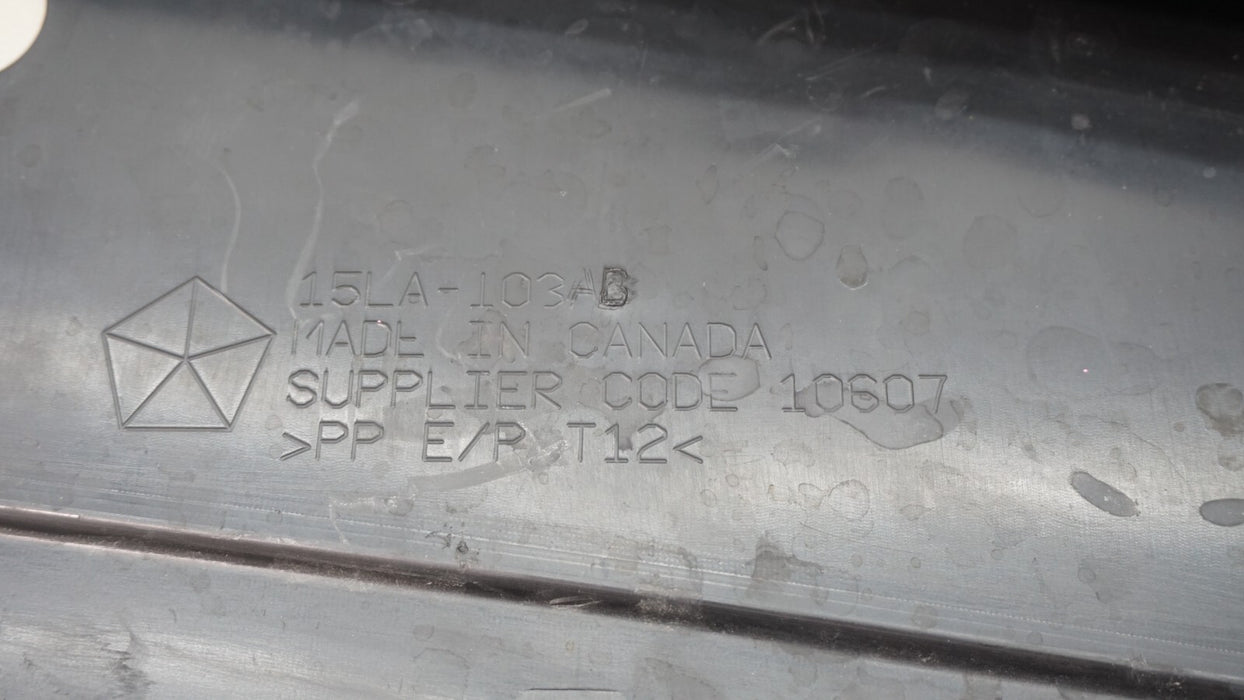 15LA-103AB
MADE IN CANADA
SUPPLIER CODE 10607
>PP E/P T12<